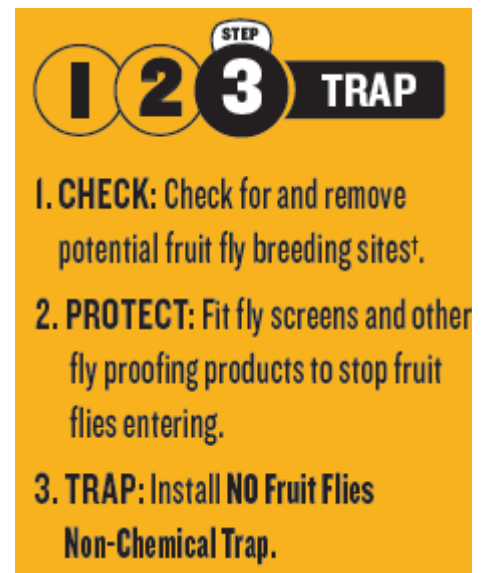 STEP
1 2 3 TRAP
1. CHECK: Check for and remove
potential fruit fly breeding sites†.
2. PROTECT: Fit fly screens and other
fly proofing products to stop fruit
flies entering.
3. TRAP: Install NO Fruit Flies
Non-Chemical Trap.